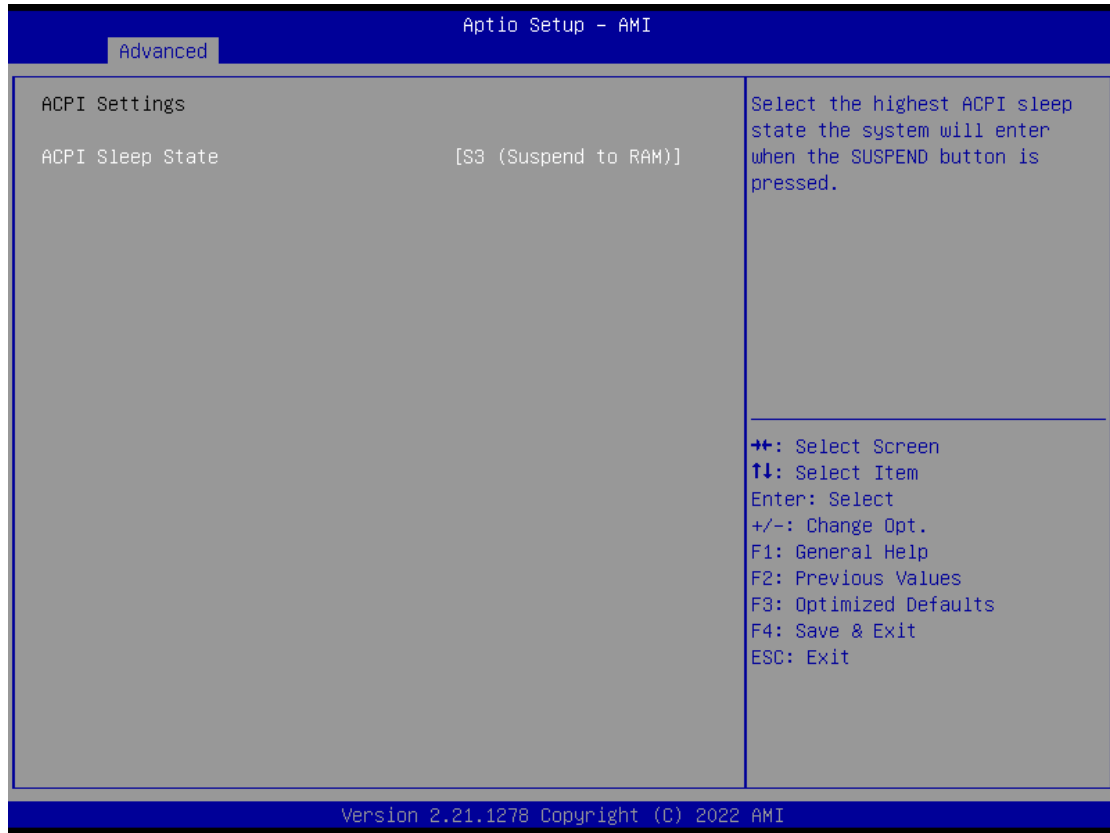 Aptio Setup – AMI
Advanced
ACPI Settings
ACPI Sleep State [S3 (Suspend to RAM)]
Select the highest ACPI sleep
state the system will enter
when the SUSPEND button is
pressed.
→←: Select Screen
↑↓: Select Item
Enter: Select
+/-: Change Opt.
F1: General Help
F2: Previous Values
F3: Optimized Defaults
F4: Save & Exit
ESC: Exit
Version 2.21.1278 Copyright (C) 2022 AMI